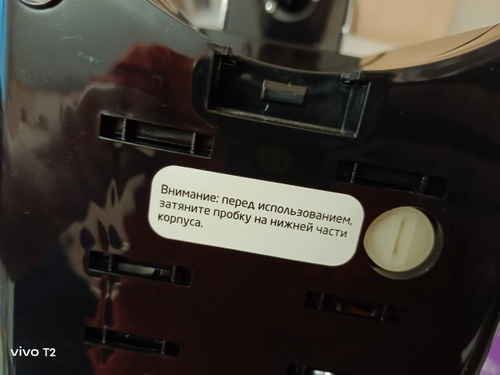 Внимание: перед использованием,
затяните пробку на нижней части
корпуса.
vivo T2